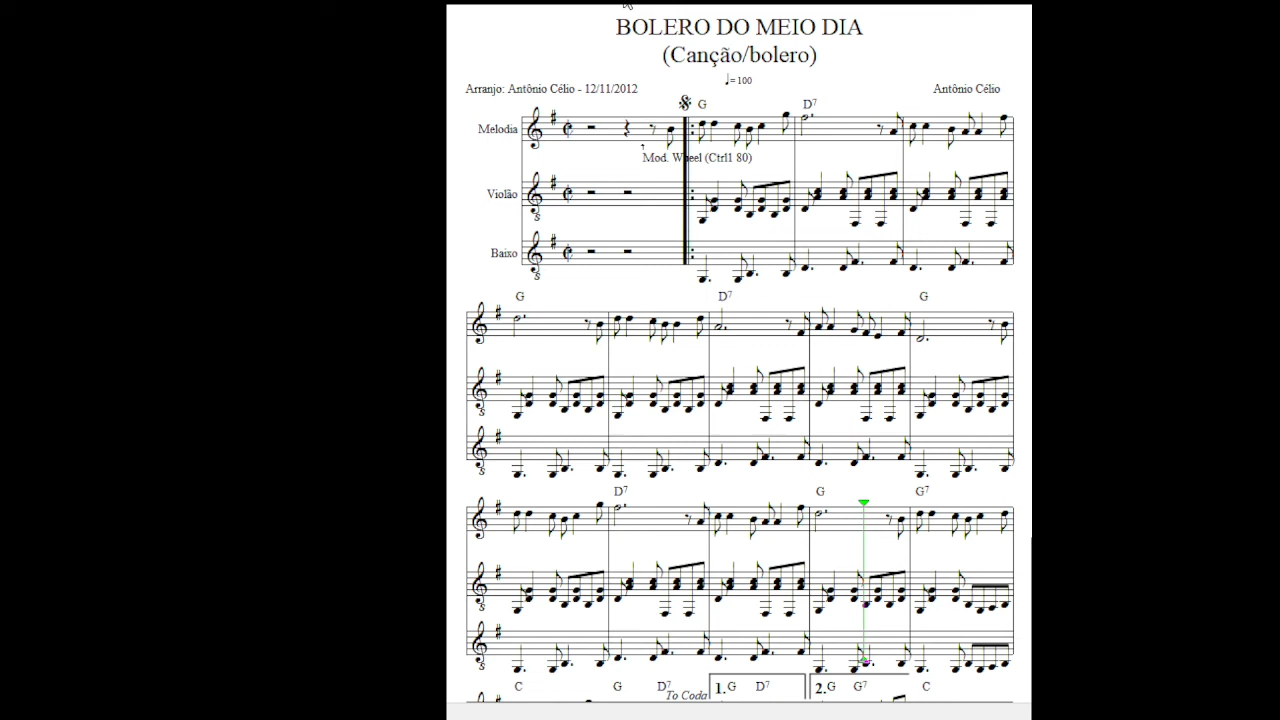 BOLERO DO MEIO DIA
(Canção/bolero)
♩= 100
Arranjo: Antônio Célio - 12/11/2012 Antônio Célio
G D7
Melodia
Mod. Wheel (Ctrl1 80)
Violão
Baixo
G D7 G
D7 G G7
C G D7 To Coda 1. G D7 2. G G7 C